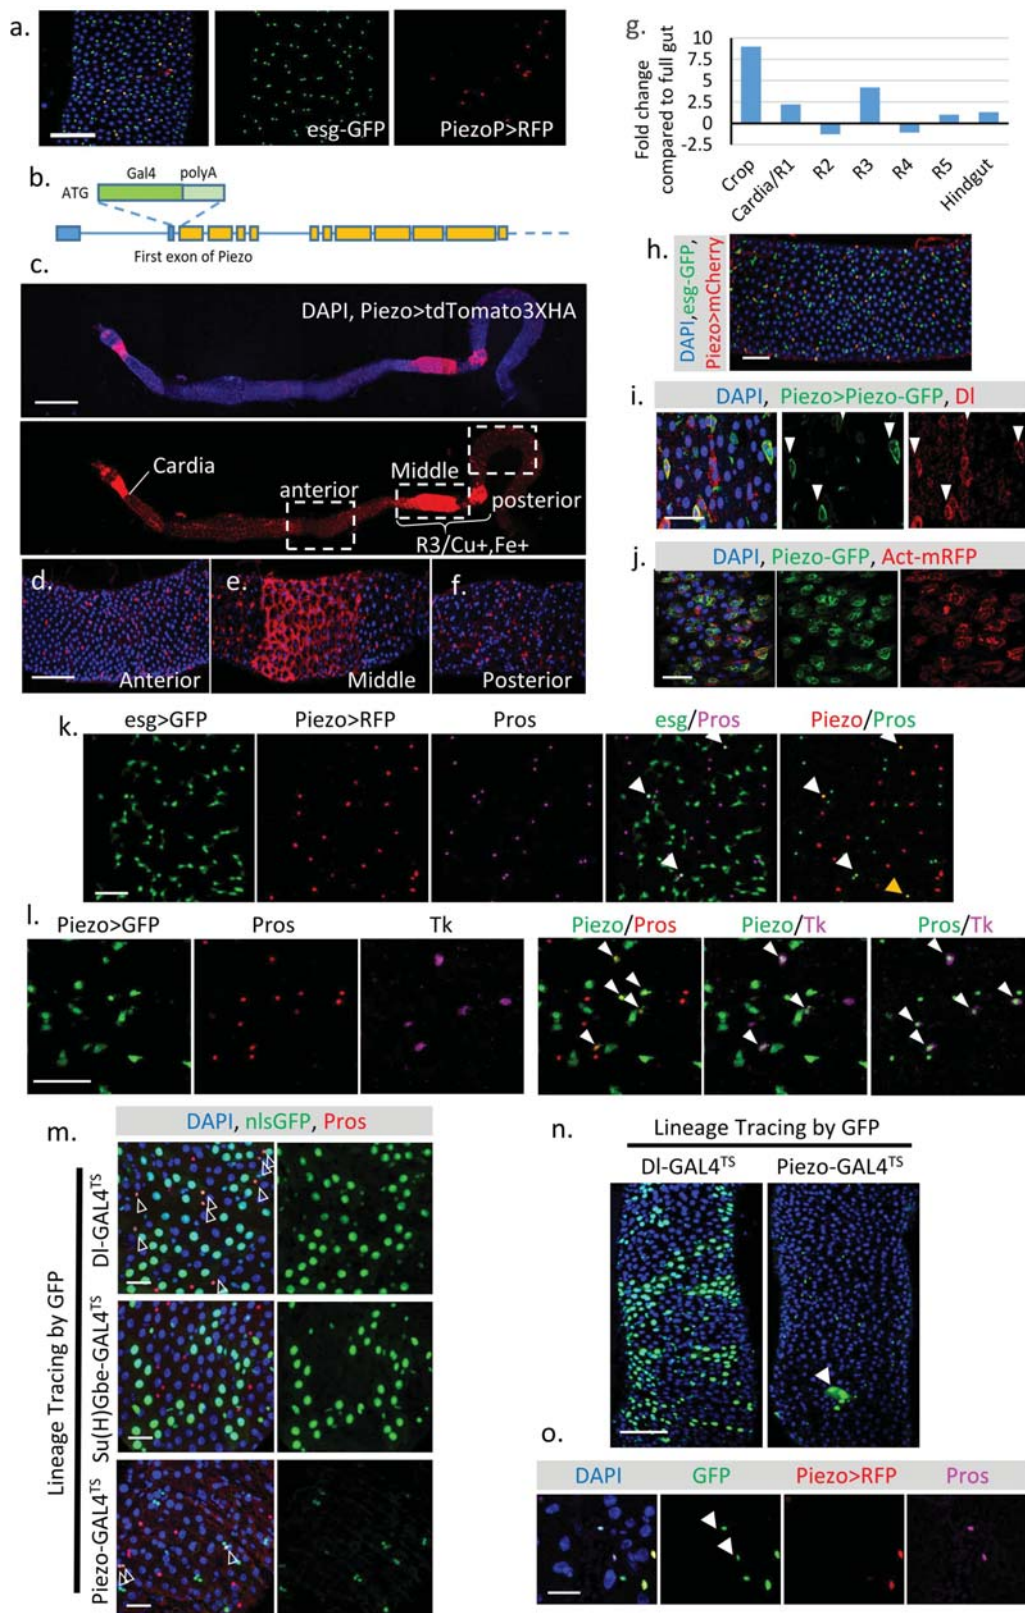 a.
esg-GFP
PiezoP>RFP
b.
ATG
Gal4
polyA
First exon of Piezo
c.
DAPI, Piezo>tdTomato3XHA
Cardia
anterior
Middle
posterior
R3/Cu+,Fe+
d.
Anterior
e.
Middle
f.
Posterior
g.
Fold change
compared to full gut
10
7.5
5
2.5
0
-2.5
Crop
Cardia/R1
R2
R3
R4
R5
Hindgut
h.
DAPI,esg-GFP,
Piezo>mCherry
i.
DAPI, Piezo>Piezo-GFP, Dl
j.
DAPI, Piezo-GFP, Act-mRFP
k.
esg>GFP
Piezo>RFP
Pros
esg/Pros
Piezo/Pros
l.
Piezo>GFP
Pros
Tk
Piezo/Pros
Piezo/Tk
Pros/Tk
m.
DAPI, nlsGFP, Pros
Lineage Tracing by GFP
Dl-GAL4TS
Su(H)Gbe-GAL4TS
Piezo-GAL4TS
n.
Lineage Tracing by GFP
Dl-GAL4TS
Piezo-GAL4TS
o.
DAPI
GFP
Piezo>RFP
Pros